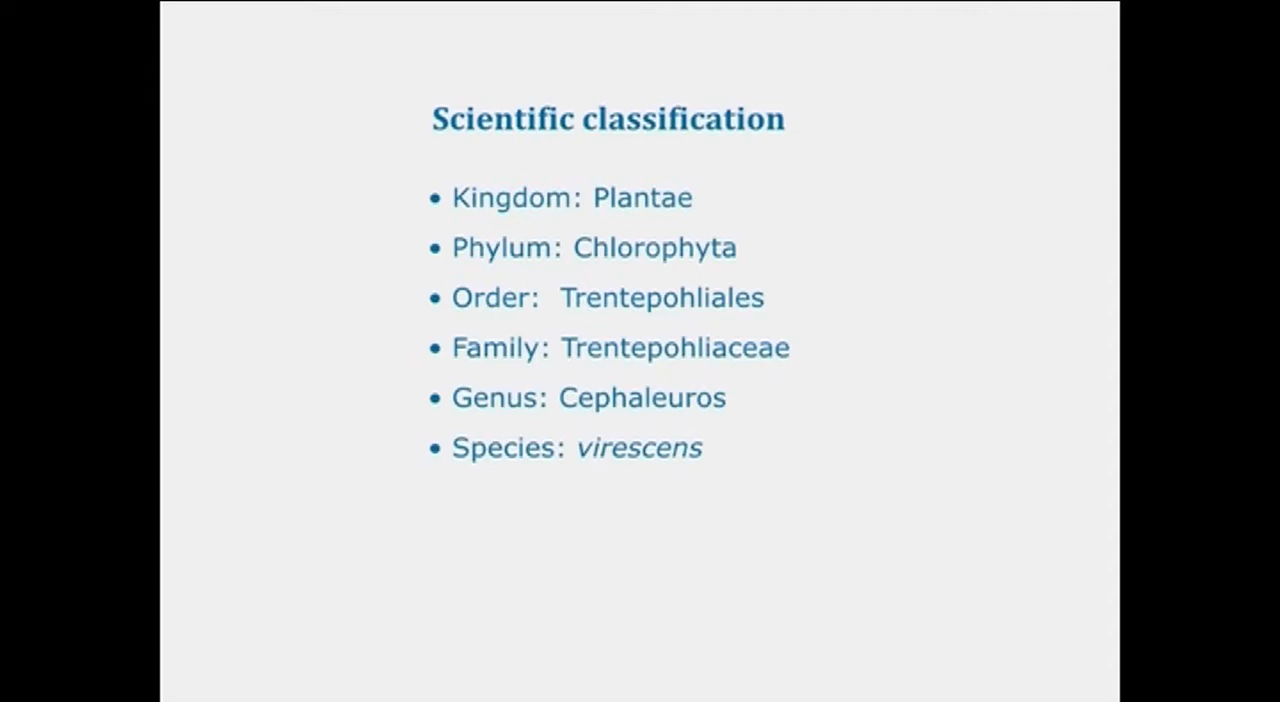 Scientific classification
• Kingdom: Plantae
• Phylum: Chlorophyta
• Order: Trentepohliales
• Family: Trentepohliaceae
• Genus: Cephaleuros
• Species: virescens